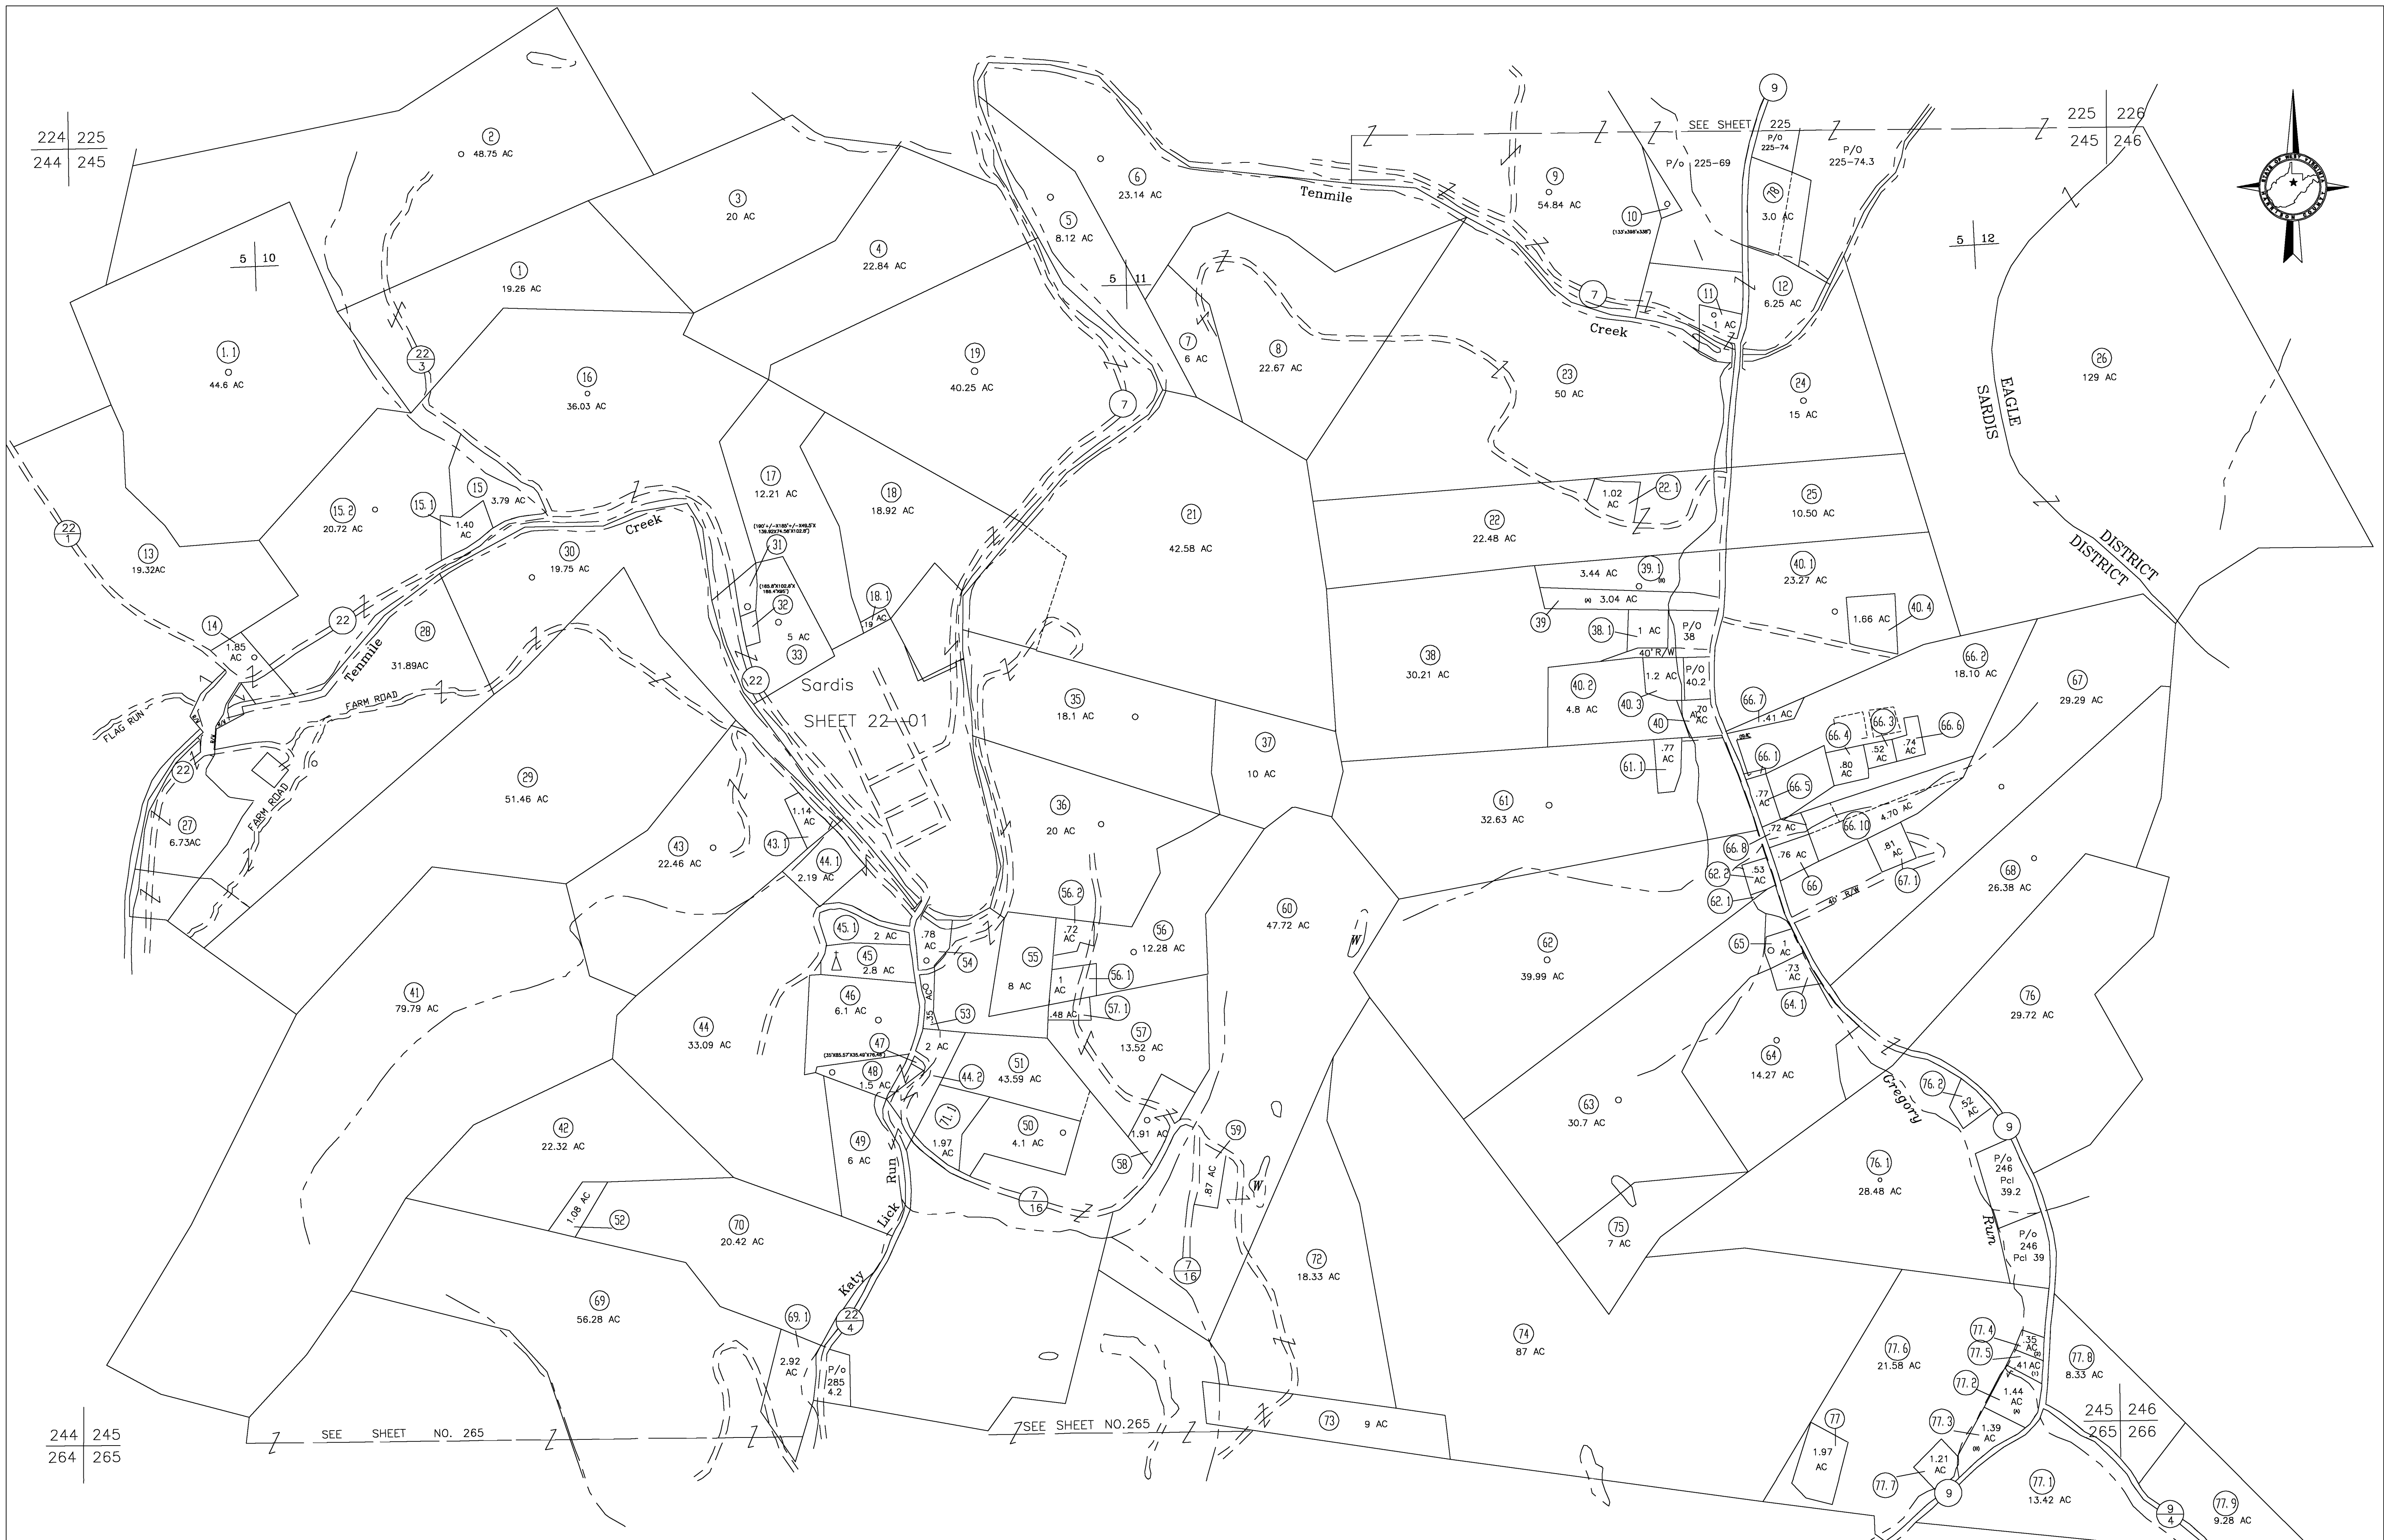 224 225
244 245
2
48.75 AC
3
20 AC
1
19.26 AC
4
22.84 AC
5 10
1.1
44.6 AC
22
3
16
36.03 AC
5
8.12 AC
6
23.14 AC
5 11
Tenmile
SEE SHEET 225
9
9
54.84 AC
10
P/o 225-69
P/O
225-74
P/O
225-74.3
78
3.0 AC
225 226
245 246
STATE OF WEST VIRGINIA
HARRISON COUNTY
5 12
12
6.25 AC
11
1 AC
7
Creek
7
6 AC
8
22.67 AC
19
40.25 AC
7
23
50 AC
24
15 AC
26
129 AC
EAGLE
SARDIS
DISTRICT
DISTRICT
22
1
13
19.32AC
15.2
20.72 AC
15.1
1.40
AC
15
3.79 AC
Creek
30
19.75 AC
17
12.21 AC
18
18.92 AC
31
32
5 AC
33
18.1
.19 AC
21
42.58 AC
22
22.48 AC
1.02
AC
22.1
25
10.50 AC
3.44 AC
39.1
(B)
(A) 3.04 AC
39
40.1
23.27 AC
1.66 AC
40.4
38.1
1 AC
P/O
38
40' R/W
38
30.21 AC
40.2
4.8 AC
1.2 AC
P/O
40.2
40.3
40
.70
AC
66.7
.41 AC
66.2
18.10 AC
67
29.29 AC
14
1.85
AC
22
28
31.89AC
Tenmile
FARM ROAD
FLAG RUN
22
FARM ROAD
27
6.73AC
29
51.46 AC
22
Sardis
SHEET 22-01
35
18.1 AC
37
10 AC
36
20 AC
43
22.46 AC
1.14
AC
43.1
44.1
2.19 AC
61
32.63 AC
.77
AC
61.1
66.1
.77
AC
66.5
66.4
.80
AC
66.3
.52
AC
.74
AC
66.6
.72 AC
66.10
4.70 AC
66.8
.76 AC
.81
AC
62.2
.53
AC
66
67.1
62.1
40' R/W
68
26.38 AC
65
1
AC
.73
AC
64.1
41
79.79 AC
44
33.09 AC
45.1
2 AC
45
2.8 AC
46
6.1 AC
.78
AC
54
.35 AC
53
55
8 AC
56.2
.72
AC
56
12.28 AC
56.1
1
AC
.48 AC
57.1
57
13.52 AC
60
47.72 AC
W
62
39.99 AC
64
14.27 AC
76
29.72 AC
47
48
1.5 AC
2 AC
44.2
51
43.59 AC
71.1
1.97
AC
50
4.1 AC
49
6 AC
1.91 AC
58
59
.87 AC
W
63
30.7 AC
Gregory
76.2
.52
AC
9
42
22.32 AC
1.08 AC
52
70
20.42 AC
Run
Lick
Katy
22
4
7
16
7
16
72
18.33 AC
75
7 AC
76.1
28.48 AC
P/o
246
Pcl
39.2
Run
P/o
246
Pcl 39
69
56.28 AC
69.1
2.92
AC
P/o
285
4.2
74
87 AC
73
9 AC
77.6
21.58 AC
77.4
.35
AC
77.5
.41 AC
77.2
1.44
AC
(A)
77.3
1.39
AC
(B)
77.8
8.33 AC
245 246
265 266
77
1.97
AC
1.21
AC
77.7
9
77.1
13.42 AC
9
4
77.9
9.28 AC
244 245
264 265
SEE SHEET NO. 265
SEE SHEET NO.265